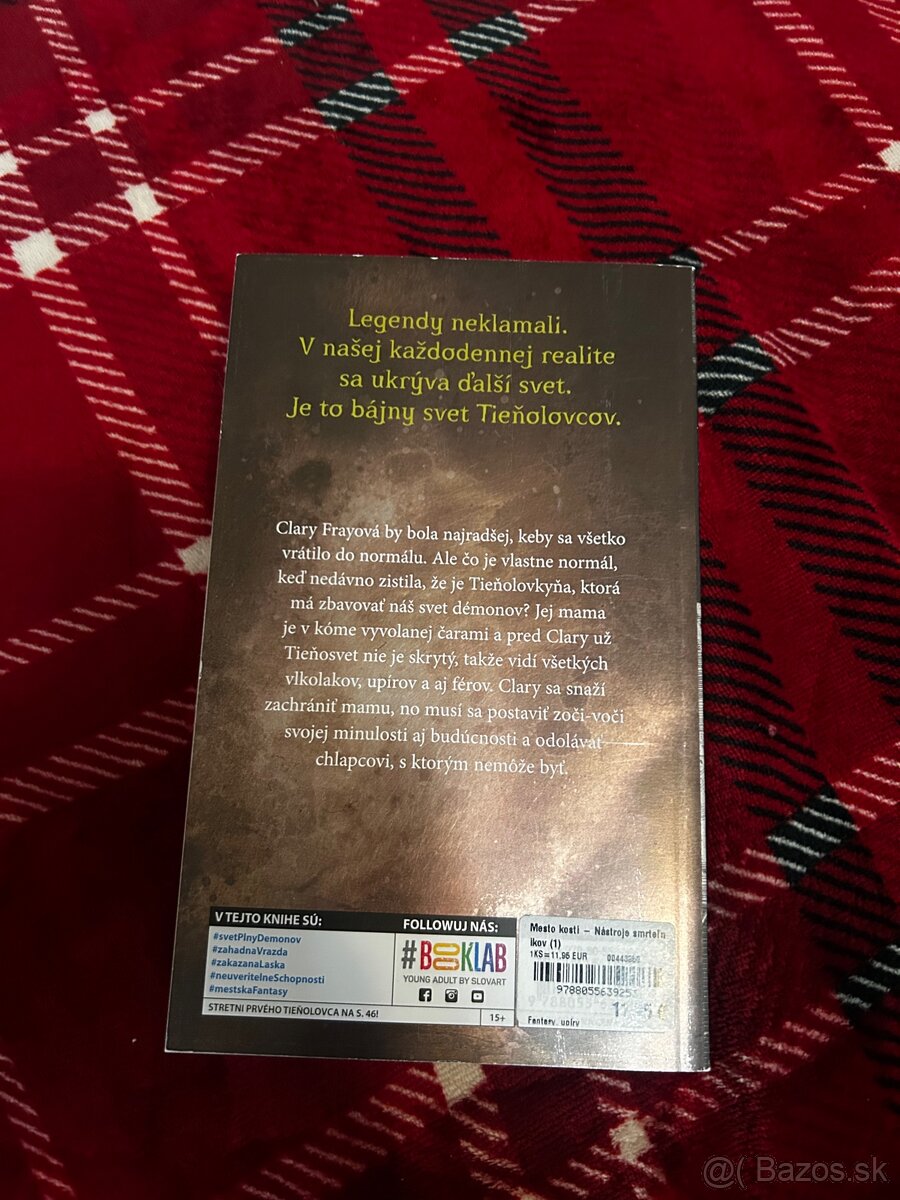 Legendy neklamali.
V našej každodennej realite
sa ukrýva ďalší svet.
Je to bájny svet Tieňolovcov.
Clary Frayová by bola najradšej, keby sa všetko
vrátilo do normálu. Ale čo je vlastne normál,
keď nedávno zistila, že je Tieňolovkyňa, ktorá
má zbavovať náš svet démonov? Jej mama
je v kóme vyvolanej čarami a pred Clary už
Tieňosvet nie je skrytý, takže vidí všetkých
vlkolakov, upírov a aj férov. Clary sa snaží
zachrániť mamu, no musí sa postaviť zoči-voči
svojej minulosti aj budúcnosti a odolávať
chlapcovi, s ktorým nemôže byť.
V TEJTO KNIHE SÚ:
#svetPlnyDemonov
#zahadnaVrazda
#zakazanaLaska
#neuveritelneSchopnosti
#mestskaFantasy
STRETNI PRVÉHO TIEŇOLOVCA NA S. 46!
15+
FOLLOWUJ NÁS:
#BOOKLAB
YOUNG ADULT BY SLOVART
Mesto kostí – Nástroje smrteľn
íkov (1)
1KS=11,95 EUR
Fantasy, upíry
@( Bazos.sk